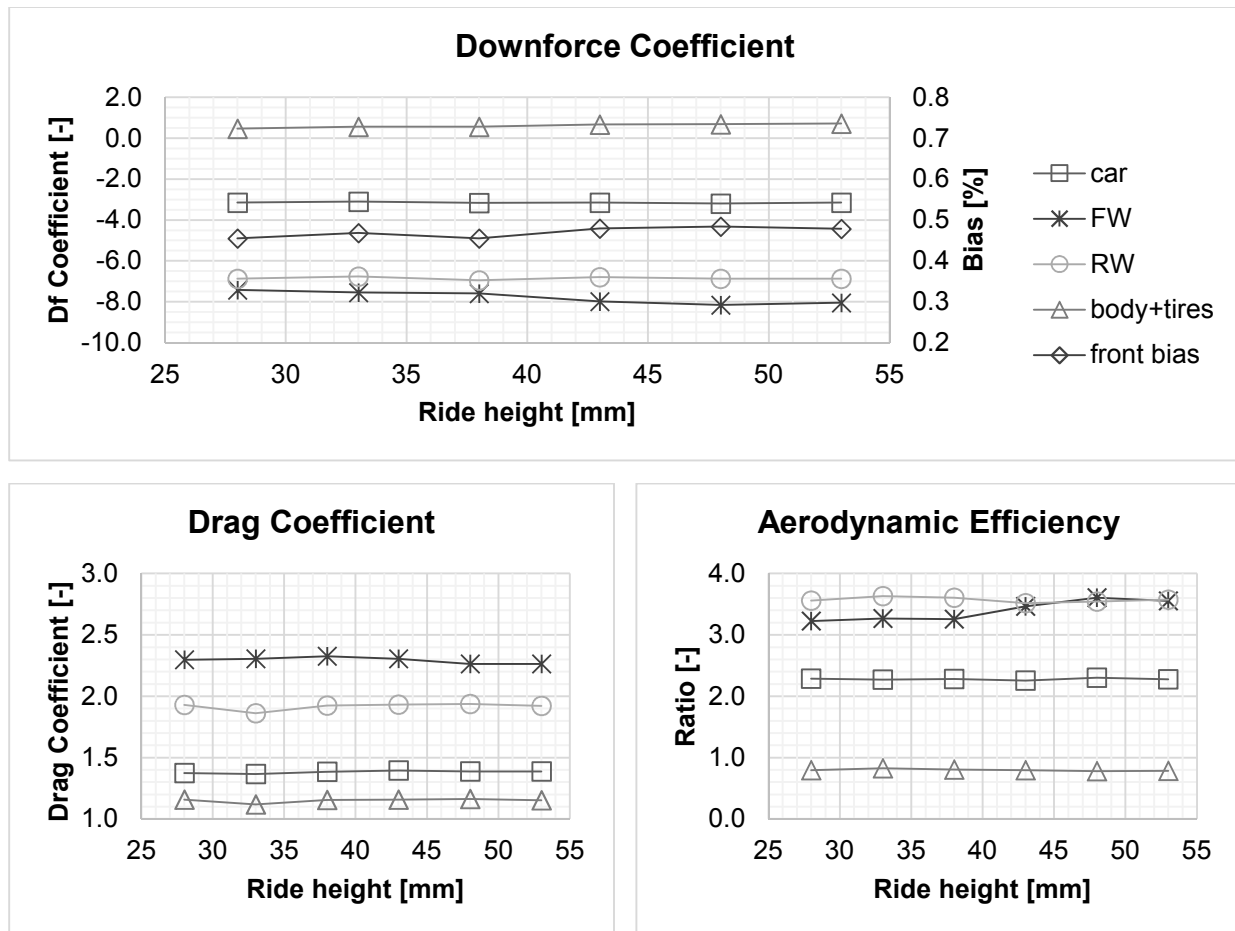 Downforce Coefficient
Df Coefficient [-]
2.0
0.0
-2.0
-4.0
-6.0
-8.0
-10.0
0.8
0.7
0.6
0.5
0.4
0.3
0.2
Bias [%]
25 30 35 40 45 50 55
Ride height [mm]
car
FW
RW
body+tires
front bias
Drag Coefficient
Drag Coefficient [-]
3.0
2.5
2.0
1.5
1.0
25 30 35 40 45 50 55
Ride height [mm]
Aerodynamic Efficiency
Ratio [-]
4.0
3.0
2.0
1.0
0.0
25 30 35 40 45 50 55
Ride height [mm]